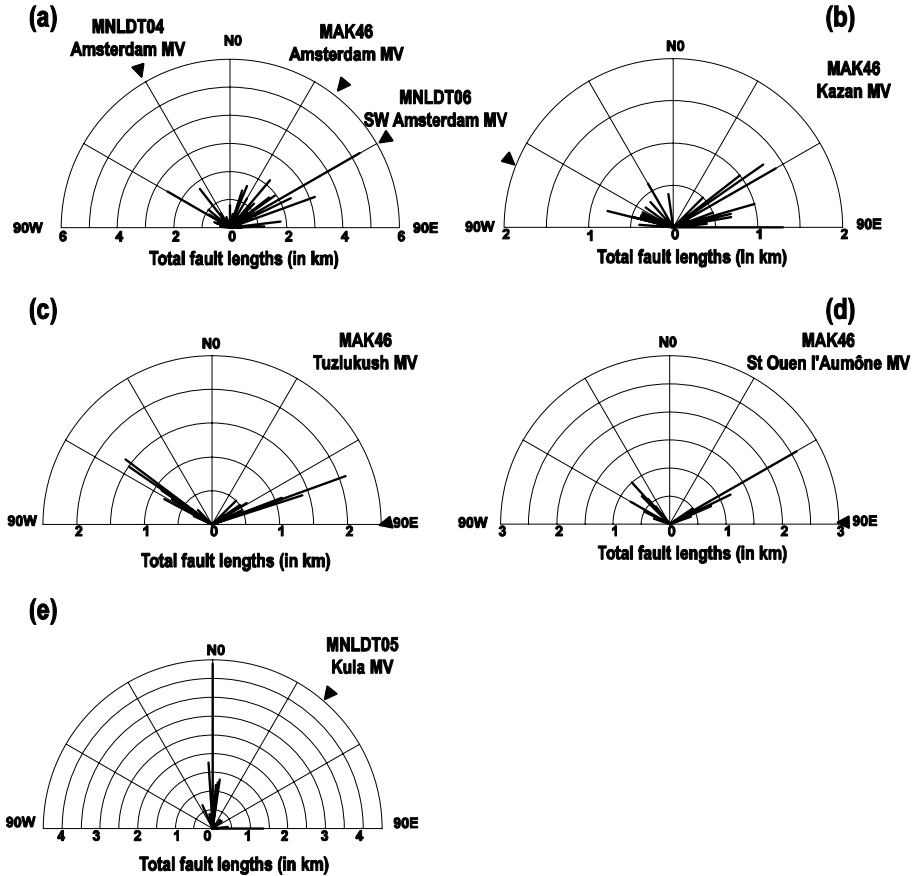 (a)
MNLDT04
Amsterdam MV
N0
MAK46
Amsterdam MV
MNLDT06
SW Amsterdam MV
90W
90E
6 4 2 0 2 4 6
Total fault lengths (in km)
(b)
N0
MAK46
Kazan MV
90W
90E
2 1 0 1 2
Total fault lengths (in km)
(c)
N0
MAK46
Tuzlukush MV
90W
90E
2 1 0 1 2
Total fault lengths (in km)
(d)
N0
MAK46
St Ouen l'Aumône MV
90W
90E
3 2 1 0 1 2 3
Total fault lengths (in km)
(e)
N0
MNLDT05
Kula MV
90W
90E
4 3 2 1 0 1 2 3 4
Total fault lengths (in km)